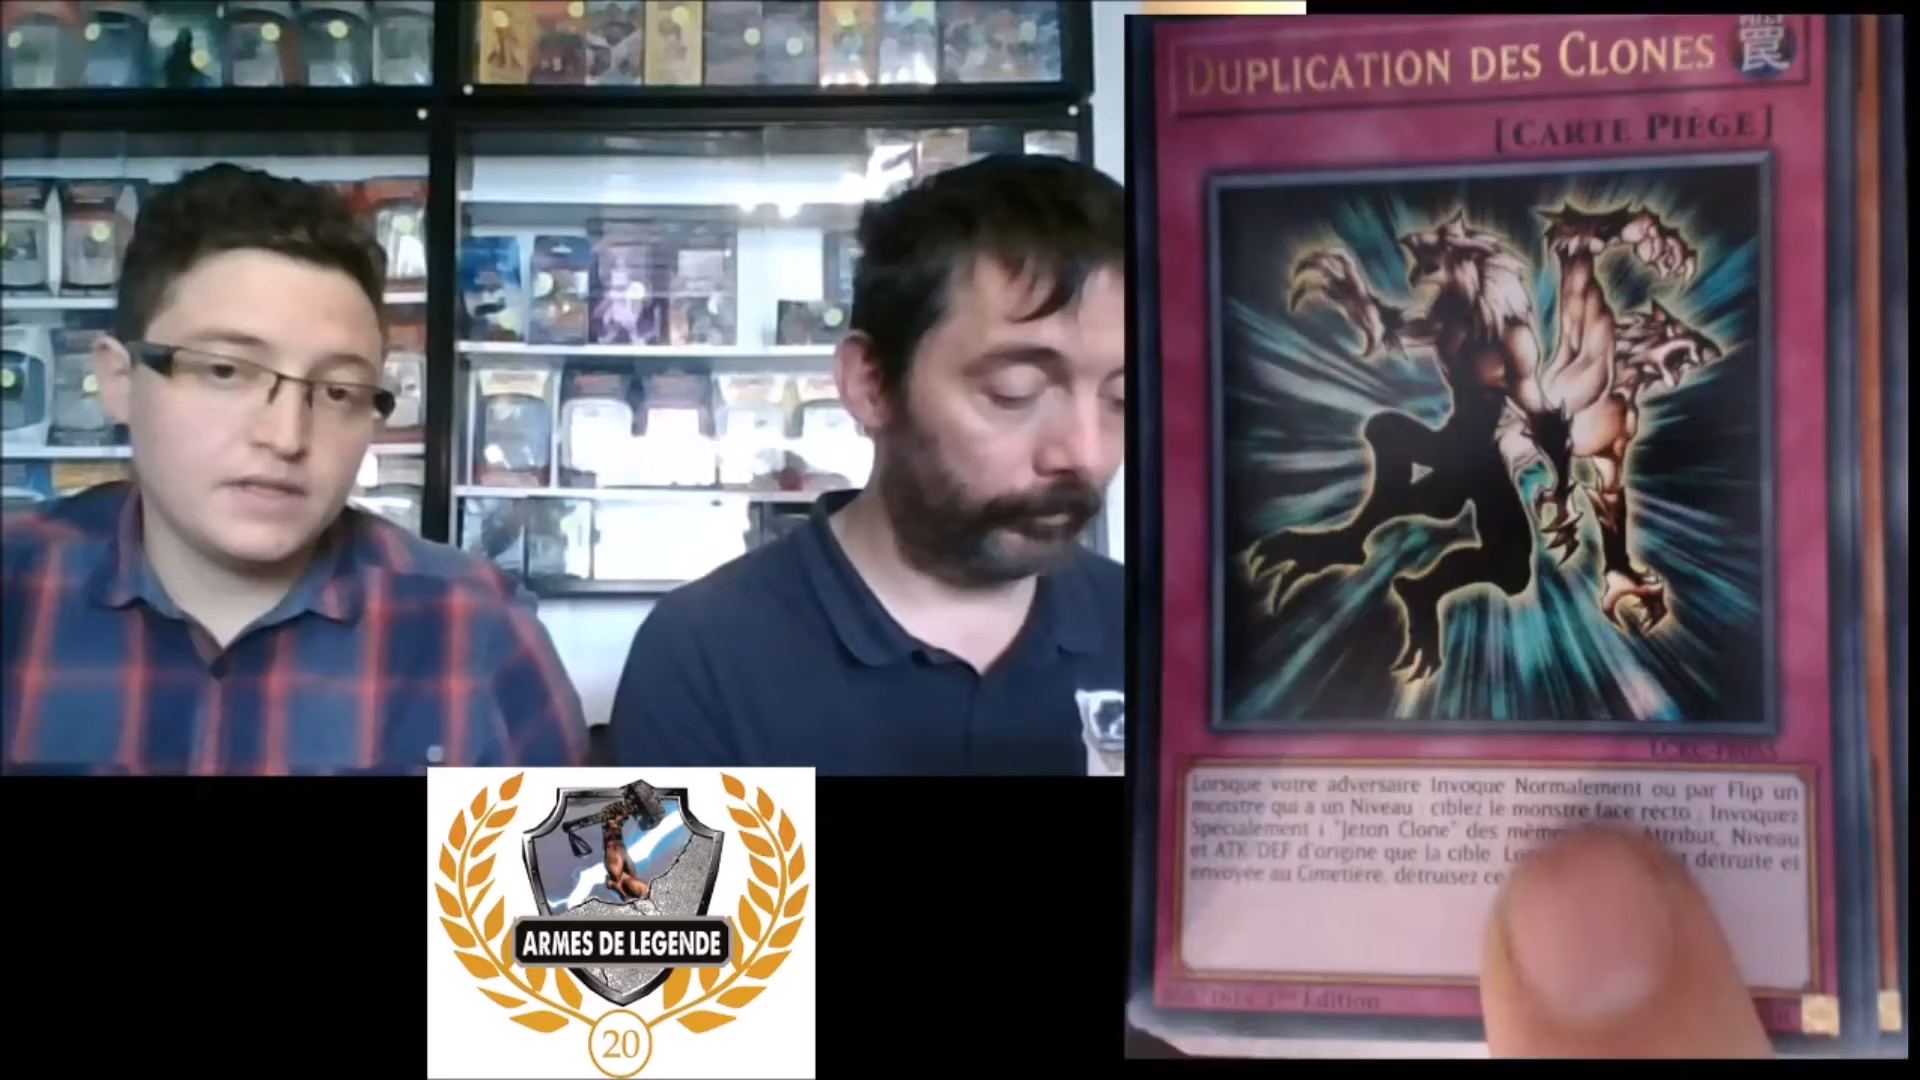 DUPLICATION DES CLONES
罠
[CARTE PIÈGE]
Lorsque votre adversaire Invoque Normalement ou par Flip un
monstre qui a un Niveau : ciblez le monstre face recto ; Invoquez
Spécialement 1 "Jeton Clone" des Attribut, Niveau
et ATK/DEF d'origine que la cible. détruite et
envoyée au Cimetière, détruisez ce
Edition
ARMES DE LEGENDE
20